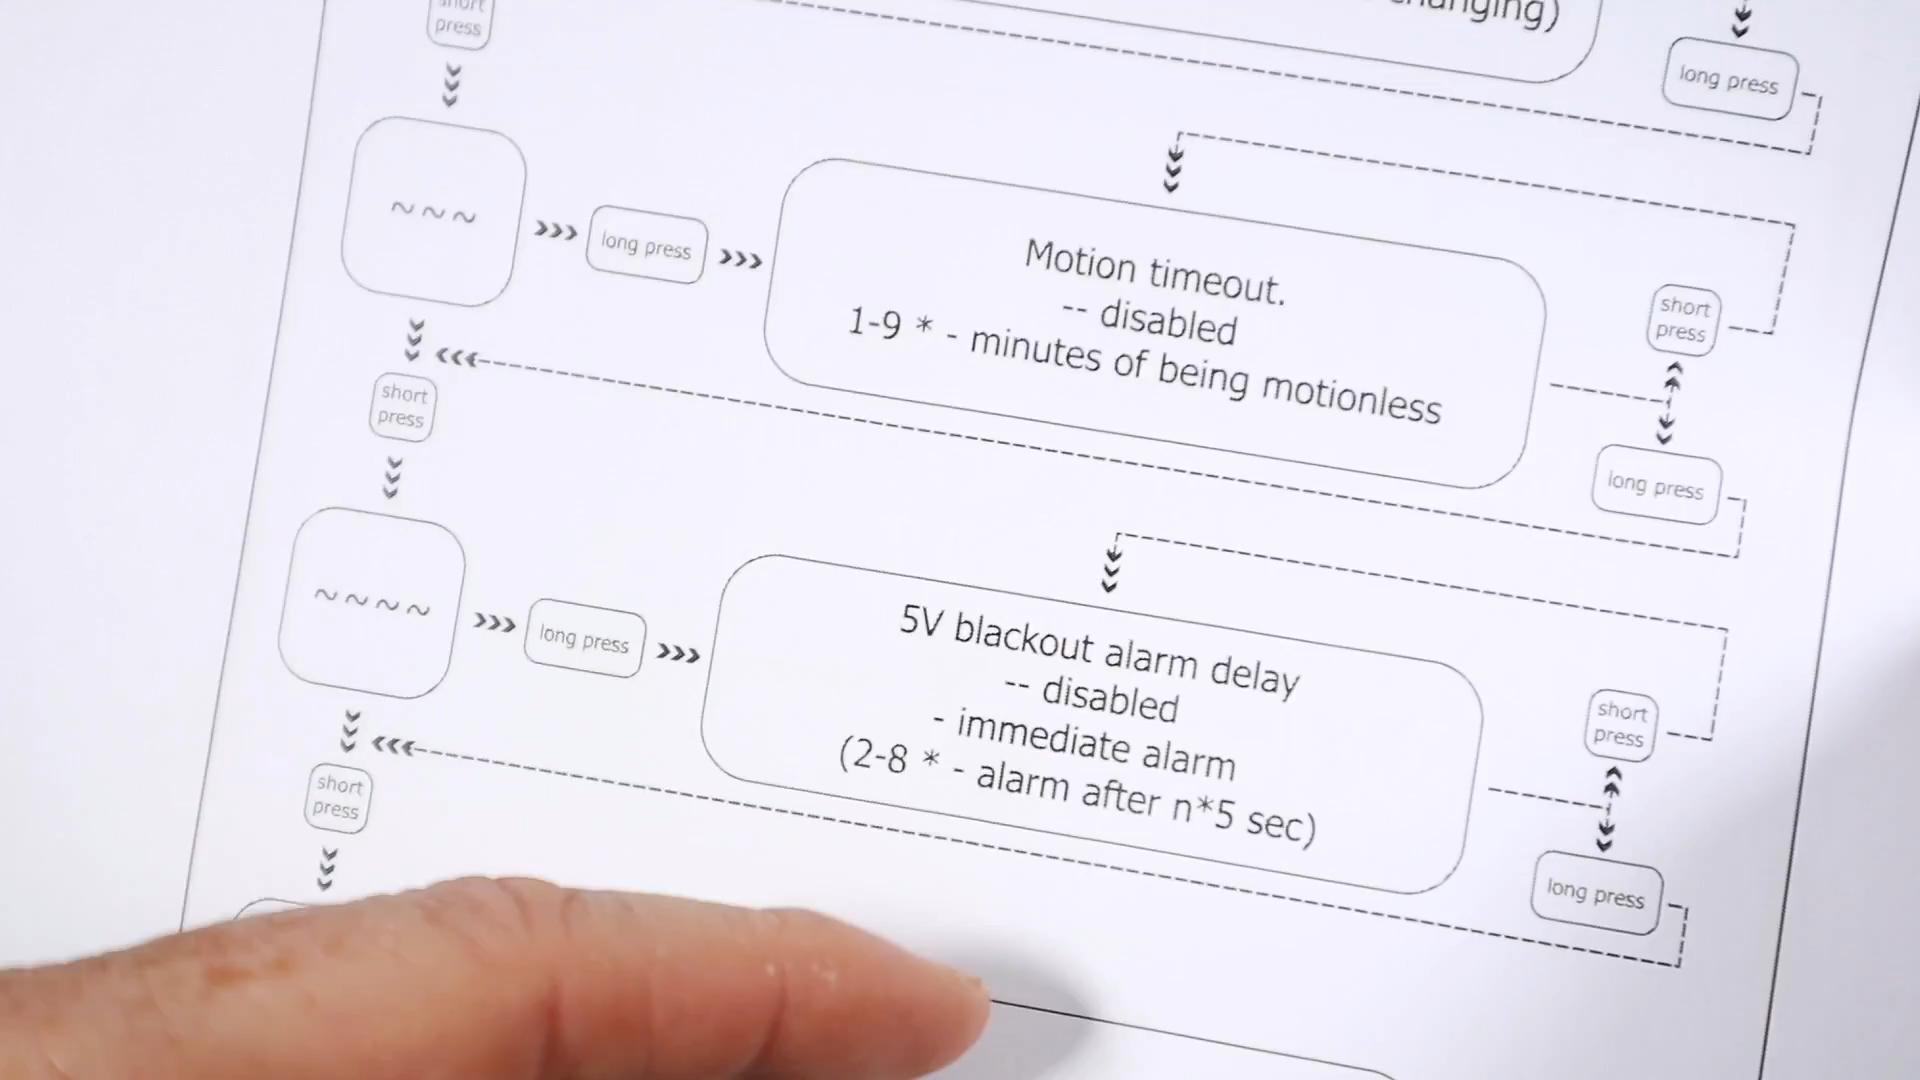 short
press
changing)
long press
~ ~ ~
long press
Motion timeout.
-- disabled
1-9 * - minutes of being motionless
short
press
long press
short
press
~ ~ ~ ~
long press
5V blackout alarm delay
-- disabled
- immediate alarm
(2-8 * - alarm after n*5 sec)
short
press
long press
short
press